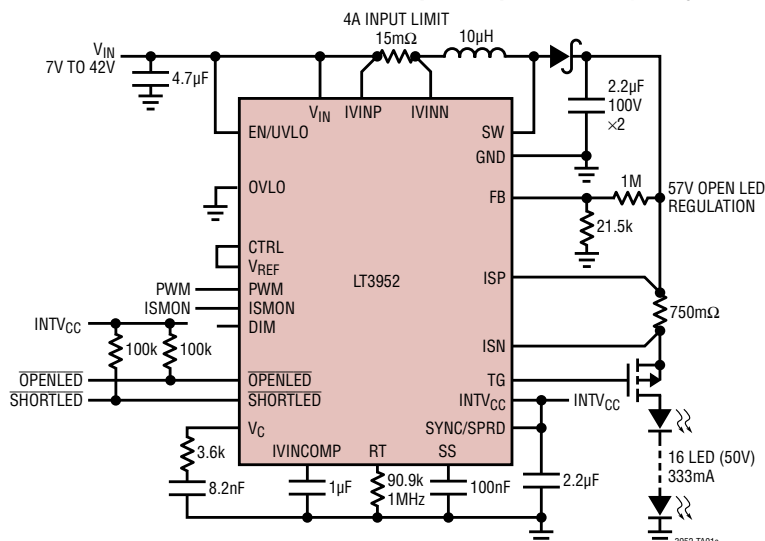 4A INPUT LIMIT
15mΩ
10µH
VIN
7V TO 42V
4.7µF
VIN
IVINP
IVINN
EN/UVLO
SW
2.2µF
100V
×2
GND
OVLO
FB
1M
57V OPEN LED
REGULATION
21.5k
CTRL
VREF
LT3952
PWM
PWM
ISP
ISMON
ISMON
750mΩ
INTVCC
DIM
100k
100k
ISN
OPENLED
OPENLED
TG
SHORTLED
SHORTLED
INTVCC
INTVCC
VC
SYNC/SPRD
IVINCOMP
RT
SS
3.6k
8.2nF
1µF
90.9k
1MHz
100nF
2.2µF
16 LED (50V)
333mA
3952 TA01a